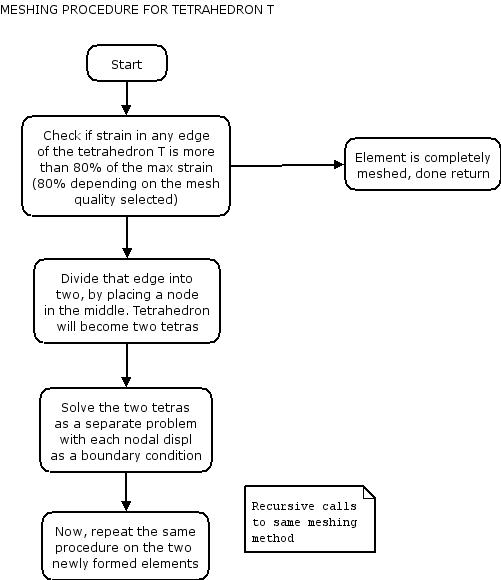 MESHING PROCEDURE FOR TETRAHEDRON T
Start
Check if strain in any edge
of the tetrahedron T is more
than 80% of the max strain
(80% depending on the mesh
quality selected)
Element is completely
meshed, done return
Divide that edge into
two, by placing a node
in the middle. Tetrahedron
will become two tetras
Solve the two tetras
as a separate problem
with each nodal displ
as a boundary condition
Now, repeat the same
procedure on the two
newly formed elements
Recursive calls
to same meshing
method